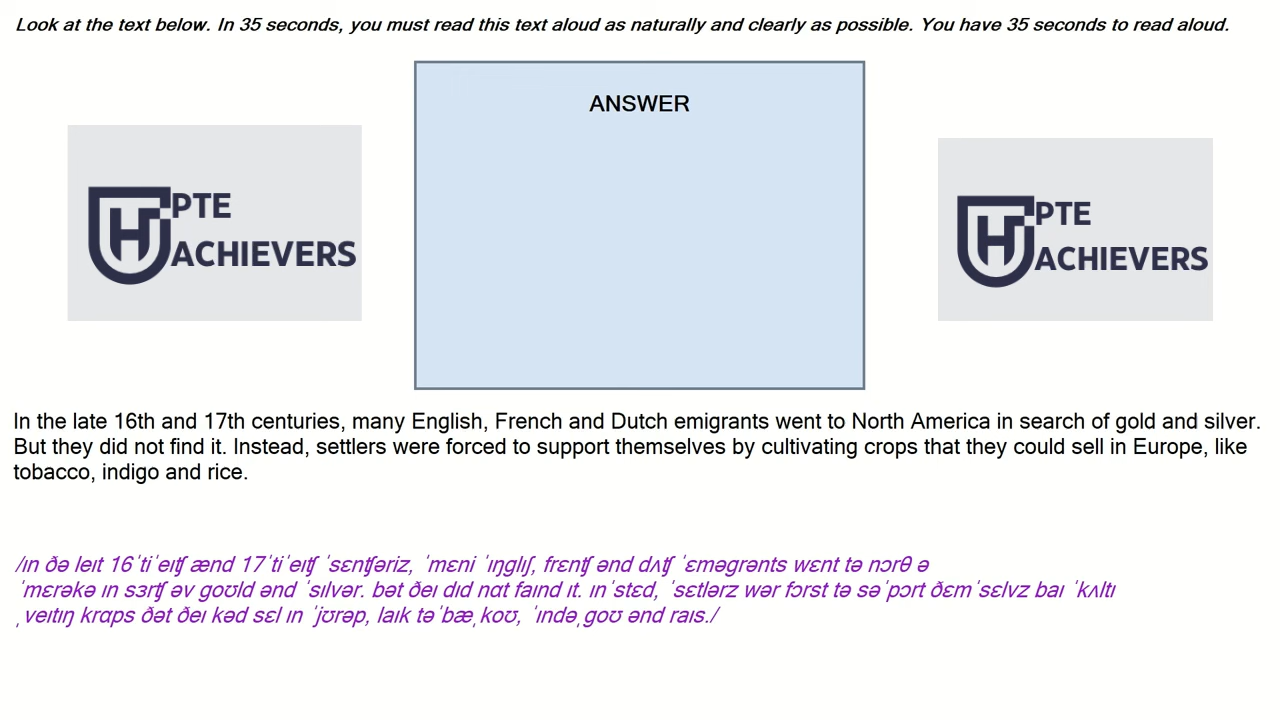 Look at the text below. In 35 seconds, you must read this text aloud as naturally and clearly as possible. You have 35 seconds to read aloud.
ANSWER
PTE
ACHIEVERS
PTE
ACHIEVERS
In the late 16th and 17th centuries, many English, French and Dutch emigrants went to North America in search of gold and silver.
But they did not find it. Instead, settlers were forced to support themselves by cultivating crops that they could sell in Europe, like
tobacco, indigo and rice.
/ɪn ðə leɪt 16ˈtiˈeɪʧ ænd 17ˈtiˈeɪʧ ˈsɛnʧəriz, ˈmɛni ˈɪŋglɪʃ, frɛnʧ ənd dʌʧ ˈɛməgrənts wɛnt tə nɔrθ ə
ˈmɛrəkə ɪn sɜrʧ əv goʊld ənd ˈsɪlvər. bət ðeɪ dɪd nɑt faɪnd ɪt. ɪnˈstɛd, ˈsɛtlərz wər fɔrst tə səˈpɔrt ðɛmˈsɛlvz baɪ ˈkʌltɪ
ˌveɪtɪŋ krɑps ðət ðeɪ kəd sɛl ɪn ˈjʊrəp, laɪk təˈbæˌkoʊ, ˈɪndəˌgoʊ ənd raɪs./